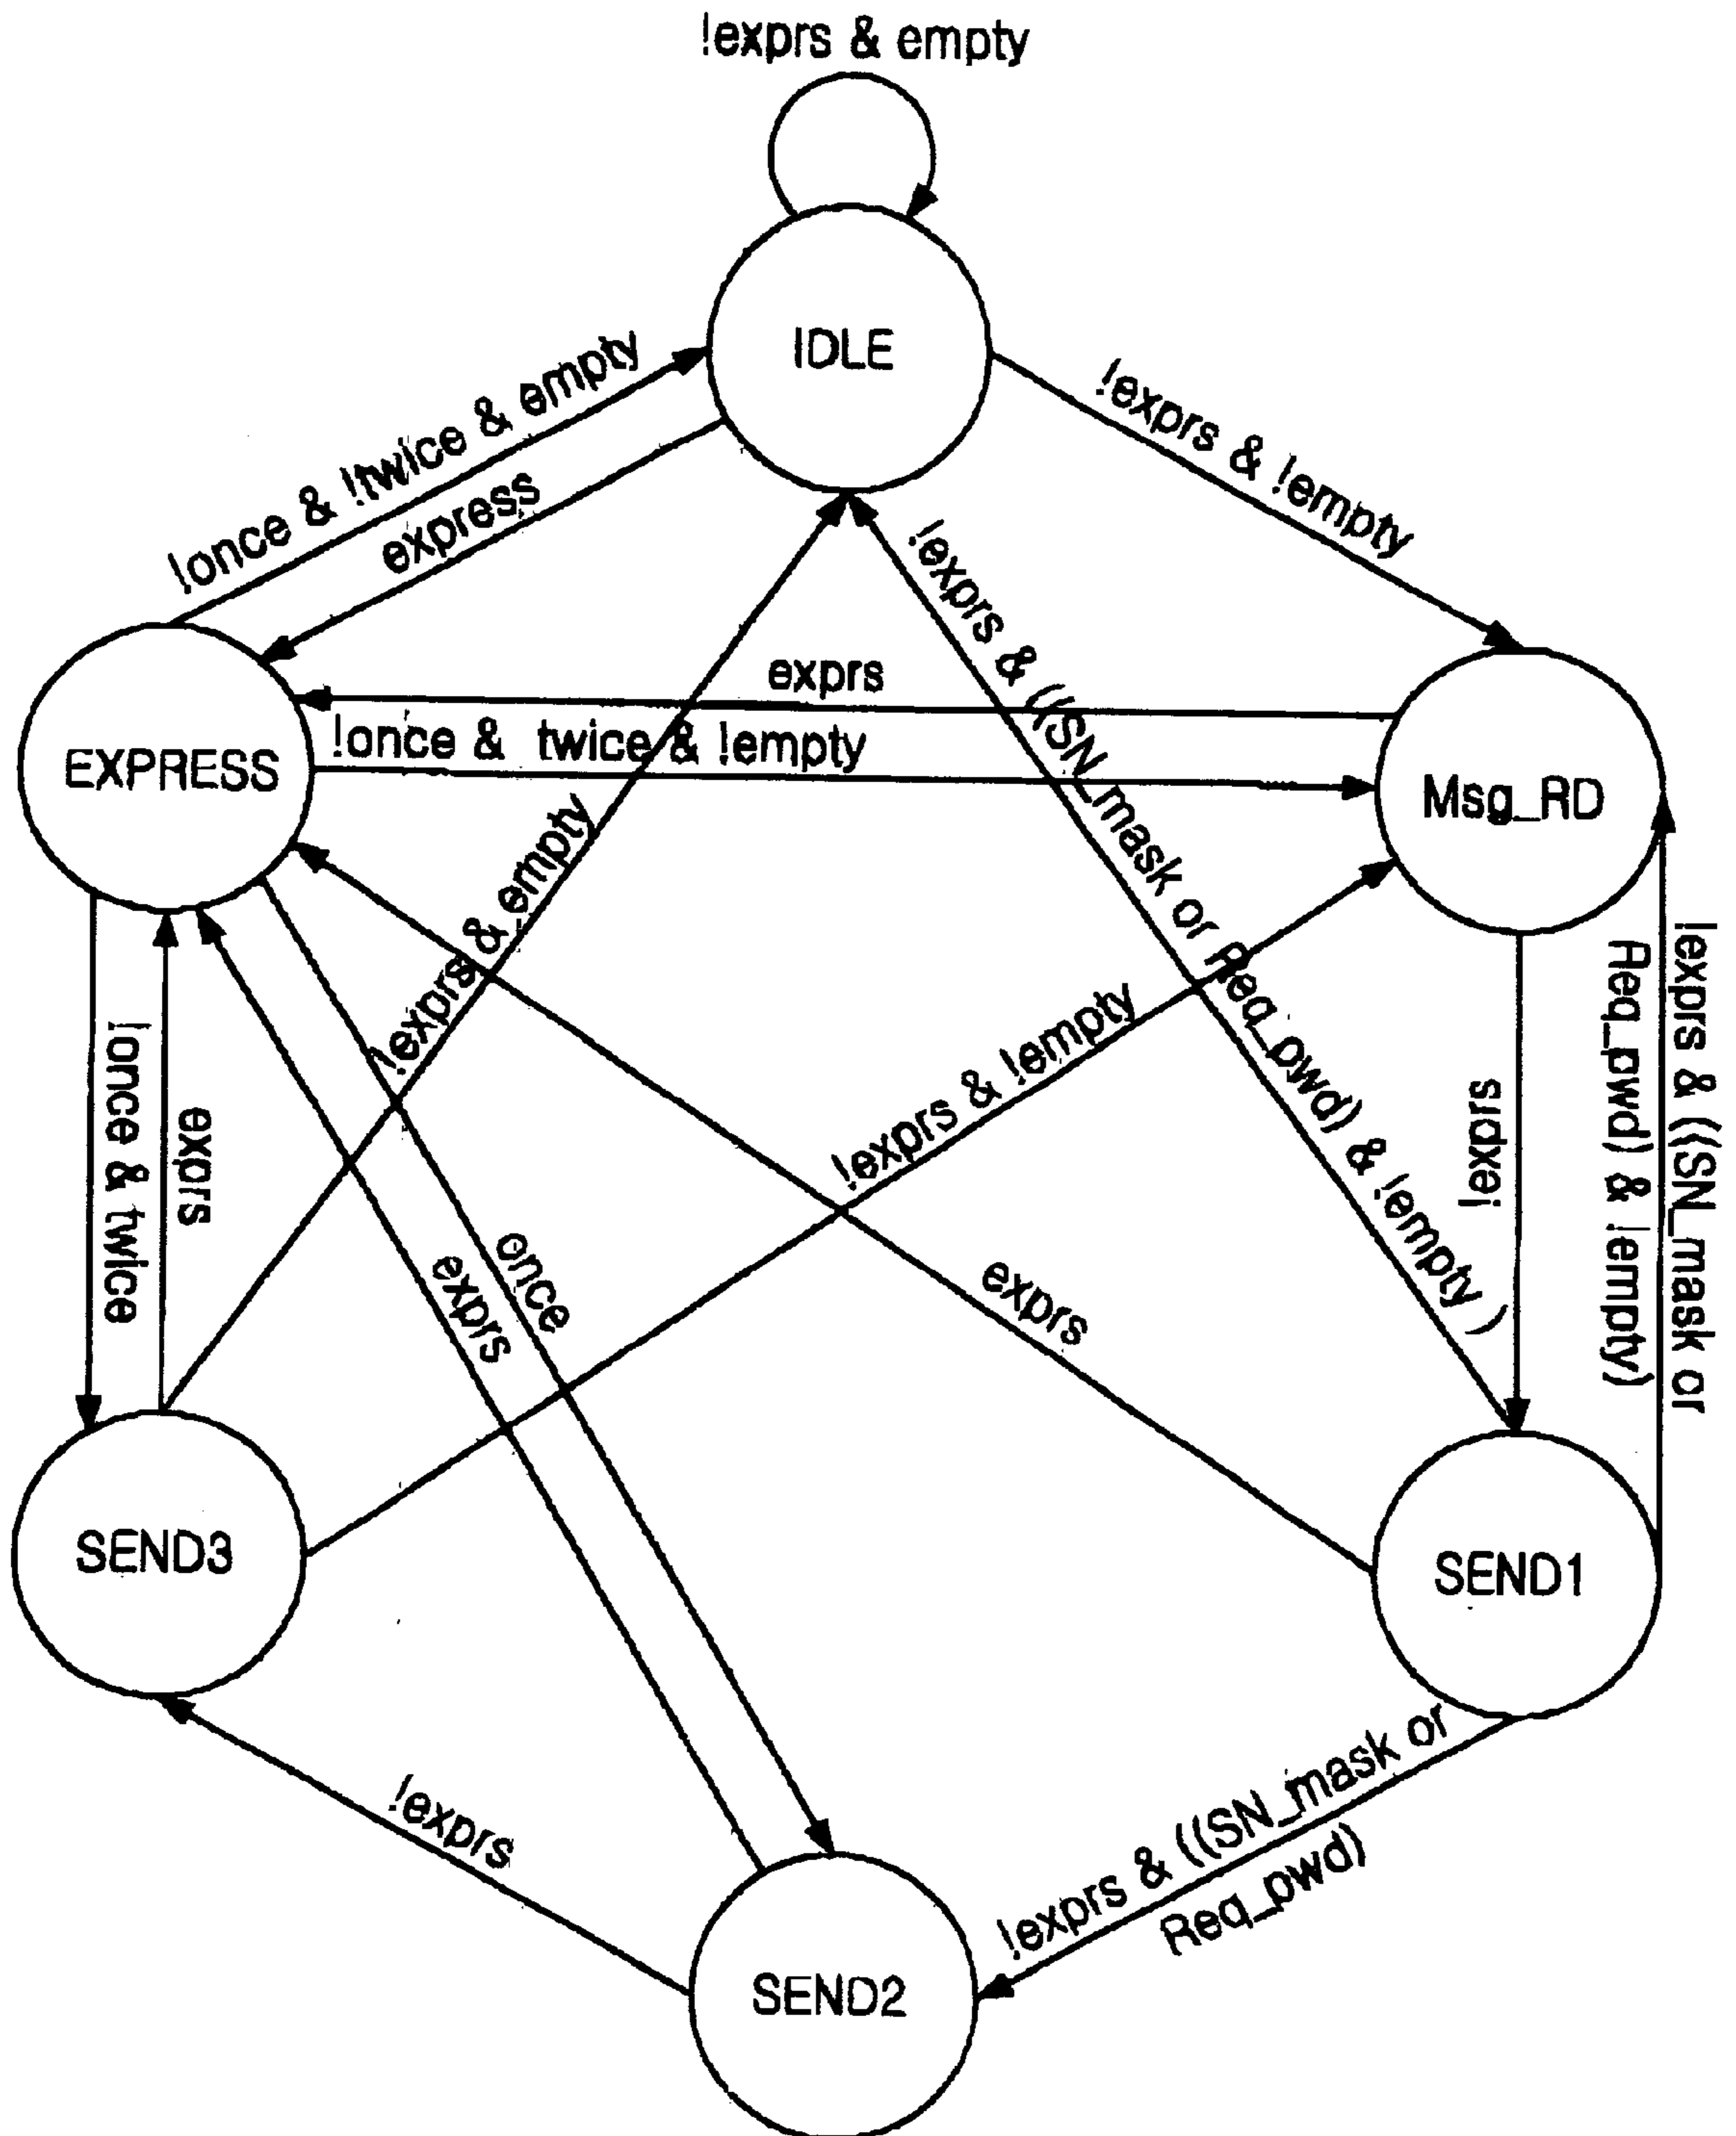 !exprs & empty
IDLE
!once & !twice & empty
express
!exprs & !empty
!exprs & ((SN_mask or Req_pwd) & !empty )
exprs
!once & twice & !empty
EXPRESS
Msg_RD
!exprs & empty
!exprs & !empty
!once & twice
exprs
exprs
once
exprs
!exprs
!exprs & ((SN_mask or
Req_pwd) & !empty)
SEND3
SEND1
!exprs
!exprs & ((SN_mask or
Req_pwd)
SEND2